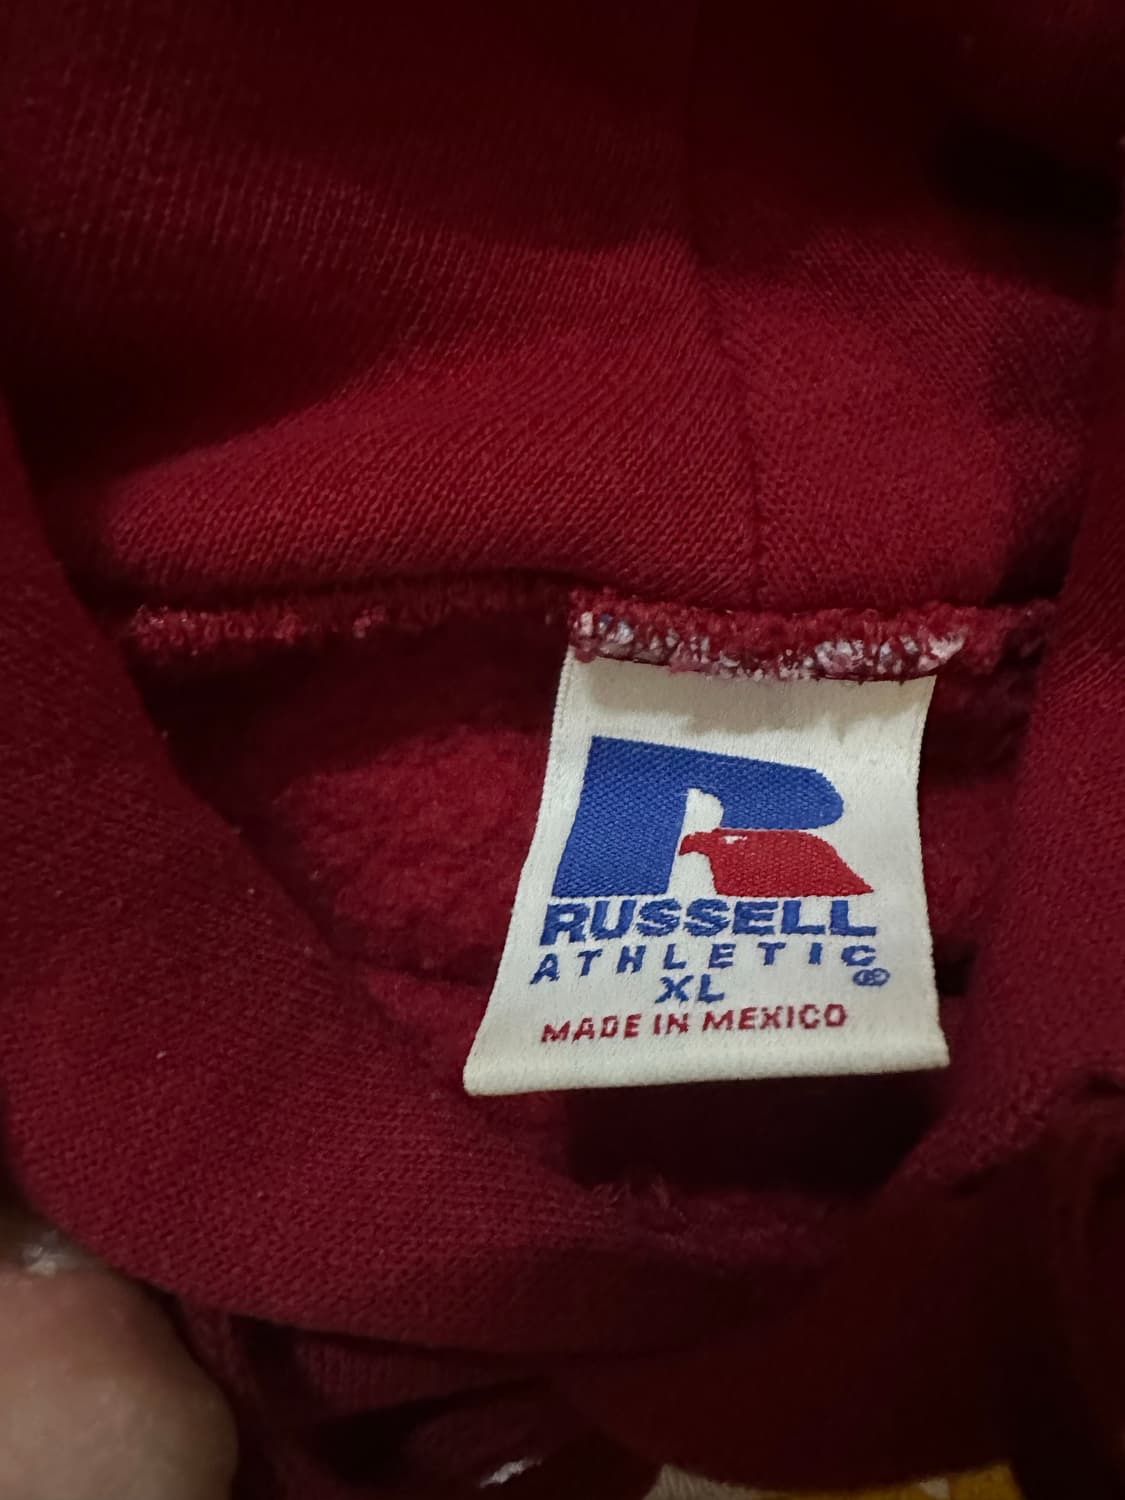 RUSSELL
ATHLETIC
®
XL
MADE IN MEXICO